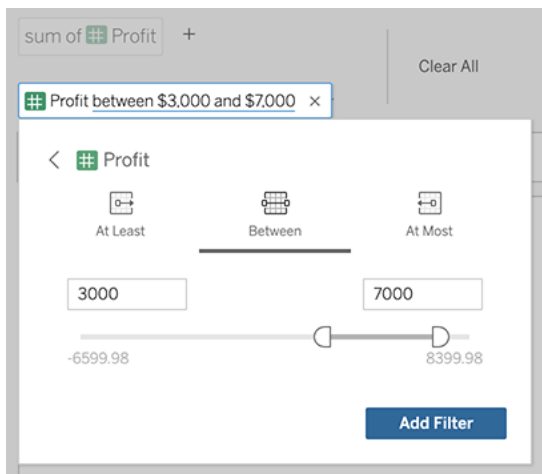 sum of # Profit +
Clear All
# Profit between $3,000 and $7,000 ×
< # Profit
At Least Between At Most
3000 7000
-6599.98 8399.98
Add Filter